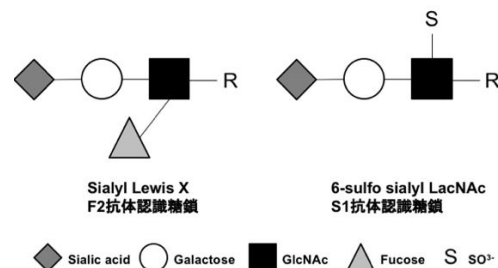 S
R
R
Sialyl Lewis X
F2抗体認識糖鎖
6-sulfo sialyl LacNAc
S1抗体認識糖鎖
Sialic acid Galactose GlcNAc Fucose S SO³⁻